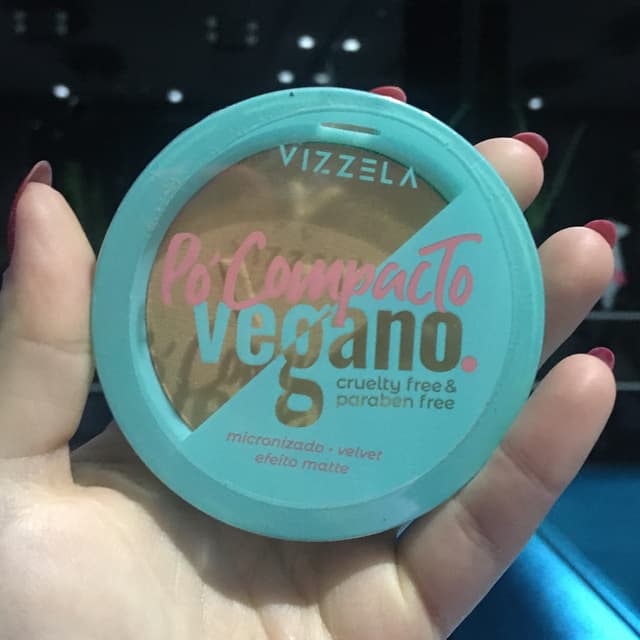 VIZZELA
Pó Compacto
vegano.
cruelty free &
paraben free
micronizado • velvet
efeito matte